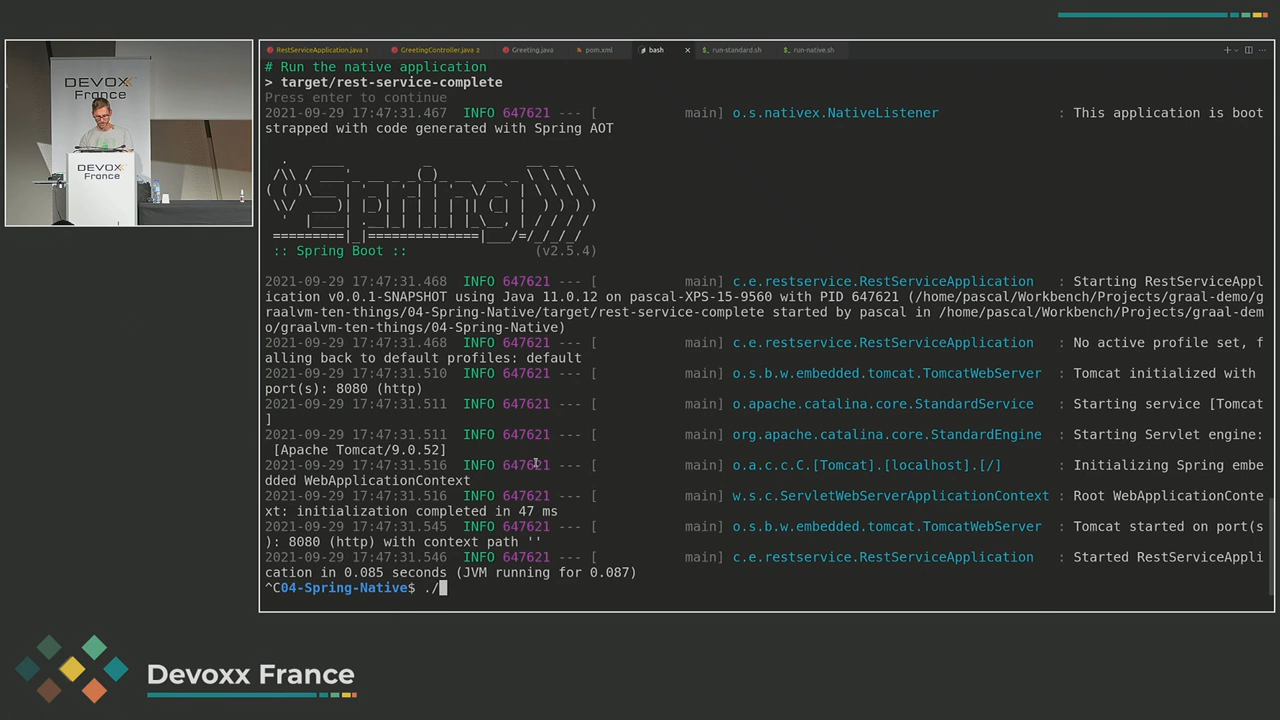 DEVOXX
France
DEVOXX
France
RestServiceApplication.java 1
GreetingController.java 2
Greeting.java
pom.xml
bash
run-standard.sh
run-native.sh
# Run the native application
> target/rest-service-complete
Press enter to continue
2021-09-29 17:47:31.467  INFO 647621 --- [           main] o.s.nativex.NativeListener               : This application is boot
strapped with code generated with Spring AOT
:: Spring Boot ::                (v2.5.4)
2021-09-29 17:47:31.468  INFO 647621 --- [           main] c.e.restservice.RestServiceApplication   : Starting RestServiceAppl
ication v0.0.1-SNAPSHOT using Java 11.0.12 on pascal-XPS-15-9560 with PID 647621 (/home/pascal/Workbench/Projects/graal-demo/g
raalvm-ten-things/04-Spring-Native/target/rest-service-complete started by pascal in /home/pascal/Workbench/Projects/graal-dem
o/graalvm-ten-things/04-Spring-Native)
2021-09-29 17:47:31.468  INFO 647621 --- [           main] c.e.restservice.RestServiceApplication   : No active profile set, f
alling back to default profiles: default
2021-09-29 17:47:31.510  INFO 647621 --- [           main] o.s.b.w.embedded.tomcat.TomcatWebServer  : Tomcat initialized with
port(s): 8080 (http)
2021-09-29 17:47:31.511  INFO 647621 --- [           main] o.apache.catalina.core.StandardService   : Starting service [Tomcat
]
2021-09-29 17:47:31.511  INFO 647621 --- [           main] org.apache.catalina.core.StandardEngine  : Starting Servlet engine:
[Apache Tomcat/9.0.52]
2021-09-29 17:47:31.516  INFO 647621 --- [           main] o.a.c.c.C.[Tomcat].[localhost].[/]       : Initializing Spring embe
dded WebApplicationContext
2021-09-29 17:47:31.516  INFO 647621 --- [           main] w.s.c.ServletWebServerApplicationContext : Root WebApplicationConte
xt: initialization completed in 47 ms
2021-09-29 17:47:31.545  INFO 647621 --- [           main] o.s.b.w.embedded.tomcat.TomcatWebServer  : Tomcat started on port(s
): 8080 (http) with context path ''
2021-09-29 17:47:31.546  INFO 647621 --- [           main] c.e.restservice.RestServiceApplication   : Started RestServiceAppli
cation in 0.085 seconds (JVM running for 0.087)
^C04-Spring-Native$ ./
Devoxx France